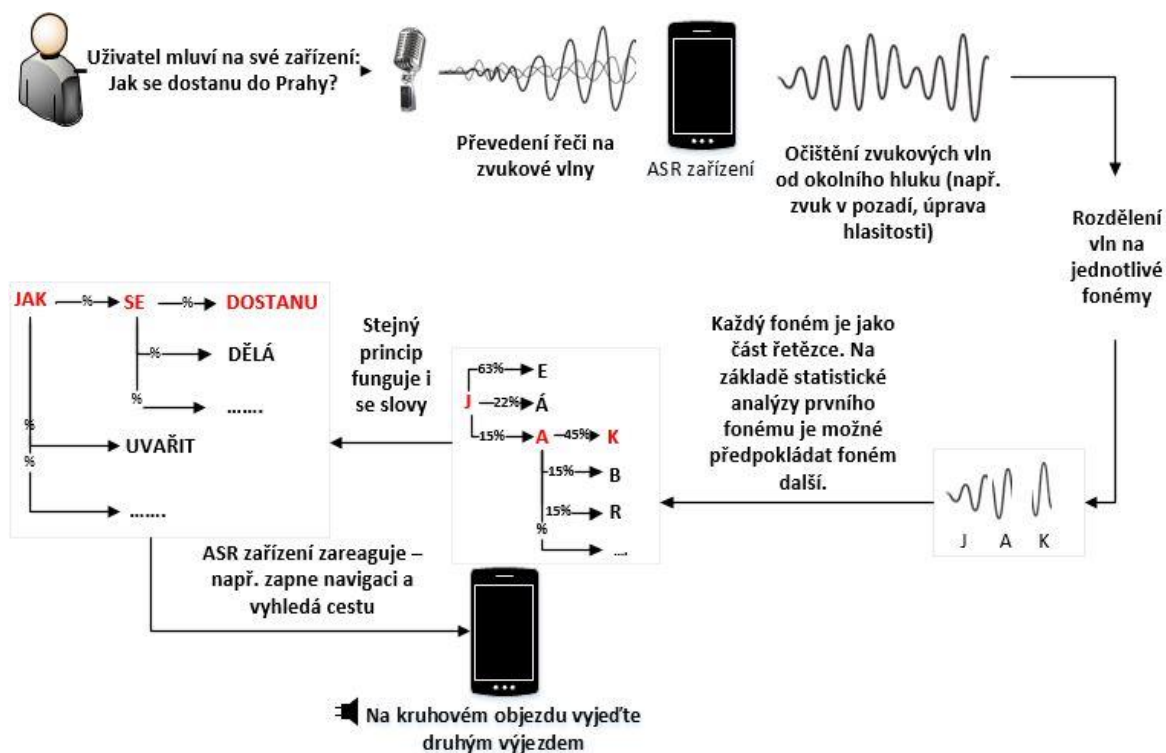 Uživatel mluví na své zařízení:
Jak se dostanu do Prahy?
Převedení řeči na
zvukové vlny
ASR zařízení
Očištění zvukových vln
od okolního hluku (např.
zvuk v pozadí, úprava
hlasitosti)
Rozdělení
vln na
jednotlivé
fonémy
J A K
Každý foném je jako
část řetězce. Na
základě statistické
analýzy prvního
fonému je možné
předpokládat foném
další.
63% E
J 22% Á
15% A 45% K
15% B
15% R
% ....
Stejný
princip
funguje i
se slovy
JAK % SE % DOSTANU
% DĚLÁ
% .......
% UVAŘIT
% .......
ASR zařízení zareaguje –
např. zapne navigaci a
vyhledá cestu
Na kruhovém objezdu vyjeďte
druhým výjezdem